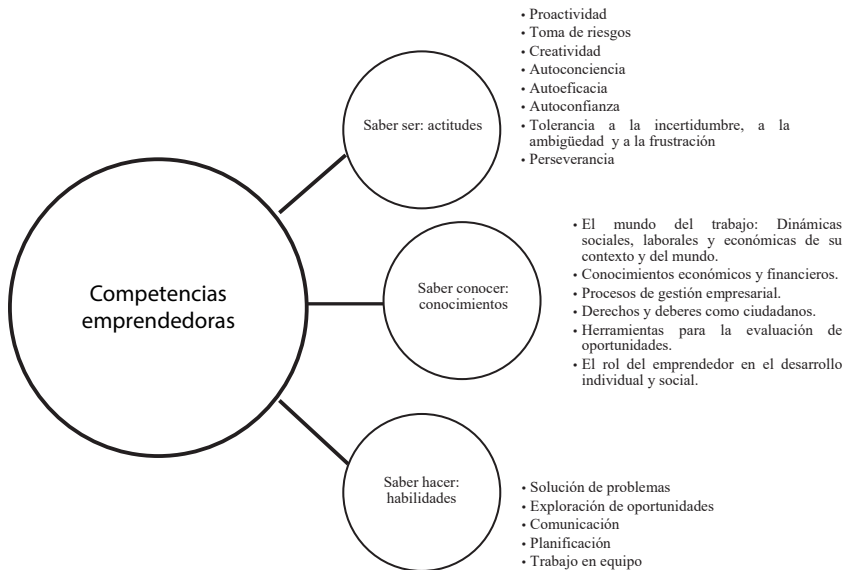 Competencias
emprendedoras
Saber ser: actitudes
• Proactividad
• Toma de riesgos
• Creatividad
• Autoconciencia
• Autoeficacia
• Autoconfianza
• Tolerancia a la incertidumbre, a la
ambigüedad y a la frustración
• Perseverancia
Saber conocer:
conocimientos
• El mundo del trabajo: Dinámicas
sociales, laborales y económicas de su
contexto y del mundo.
• Conocimientos económicos y financieros.
• Procesos de gestión empresarial.
• Derechos y deberes como ciudadanos.
• Herramientas para la evaluación de
oportunidades.
• El rol del emprendedor en el desarrollo
individual y social.
Saber hacer:
habilidades
• Solución de problemas
• Exploración de oportunidades
• Comunicación
• Planificación
• Trabajo en equipo